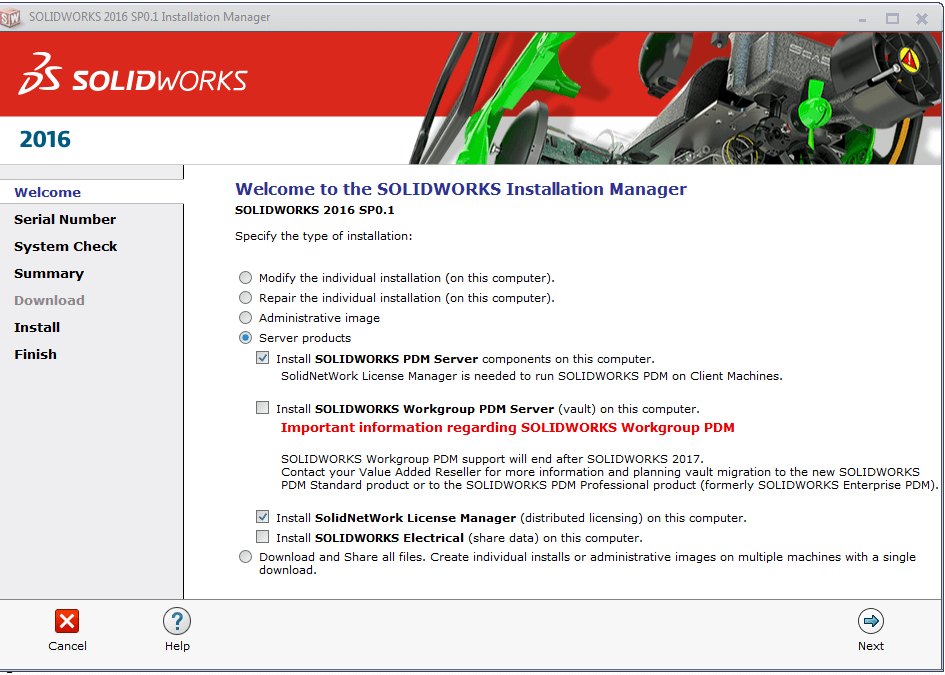 SOLIDWORKS 2016 SP0.1 Installation Manager
SOLIDWORKS
2016
Welcome
Serial Number
System Check
Summary
Download
Install
Finish
Welcome to the SOLIDWORKS Installation Manager
SOLIDWORKS 2016 SP0.1
Specify the type of installation:
Modify the individual installation (on this computer).
Repair the individual installation (on this computer).
Administrative image
Server products
Install SOLIDWORKS PDM Server components on this computer.
SolidNetWork License Manager is needed to run SOLIDWORKS PDM on Client Machines.
Install SOLIDWORKS Workgroup PDM Server (vault) on this computer.
Important information regarding SOLIDWORKS Workgroup PDM
SOLIDWORKS Workgroup PDM support will end after SOLIDWORKS 2017.
Contact your Value Added Reseller for more information and planning vault migration to the new SOLIDWORKS
PDM Standard product or to the SOLIDWORKS PDM Professional product (formerly SOLIDWORKS Enterprise PDM).
Install SolidNetWork License Manager (distributed licensing) on this computer.
Install SOLIDWORKS Electrical (share data) on this computer.
Download and Share all files. Create individual installs or administrative images on multiple machines with a single
download.
Cancel
Help
Next